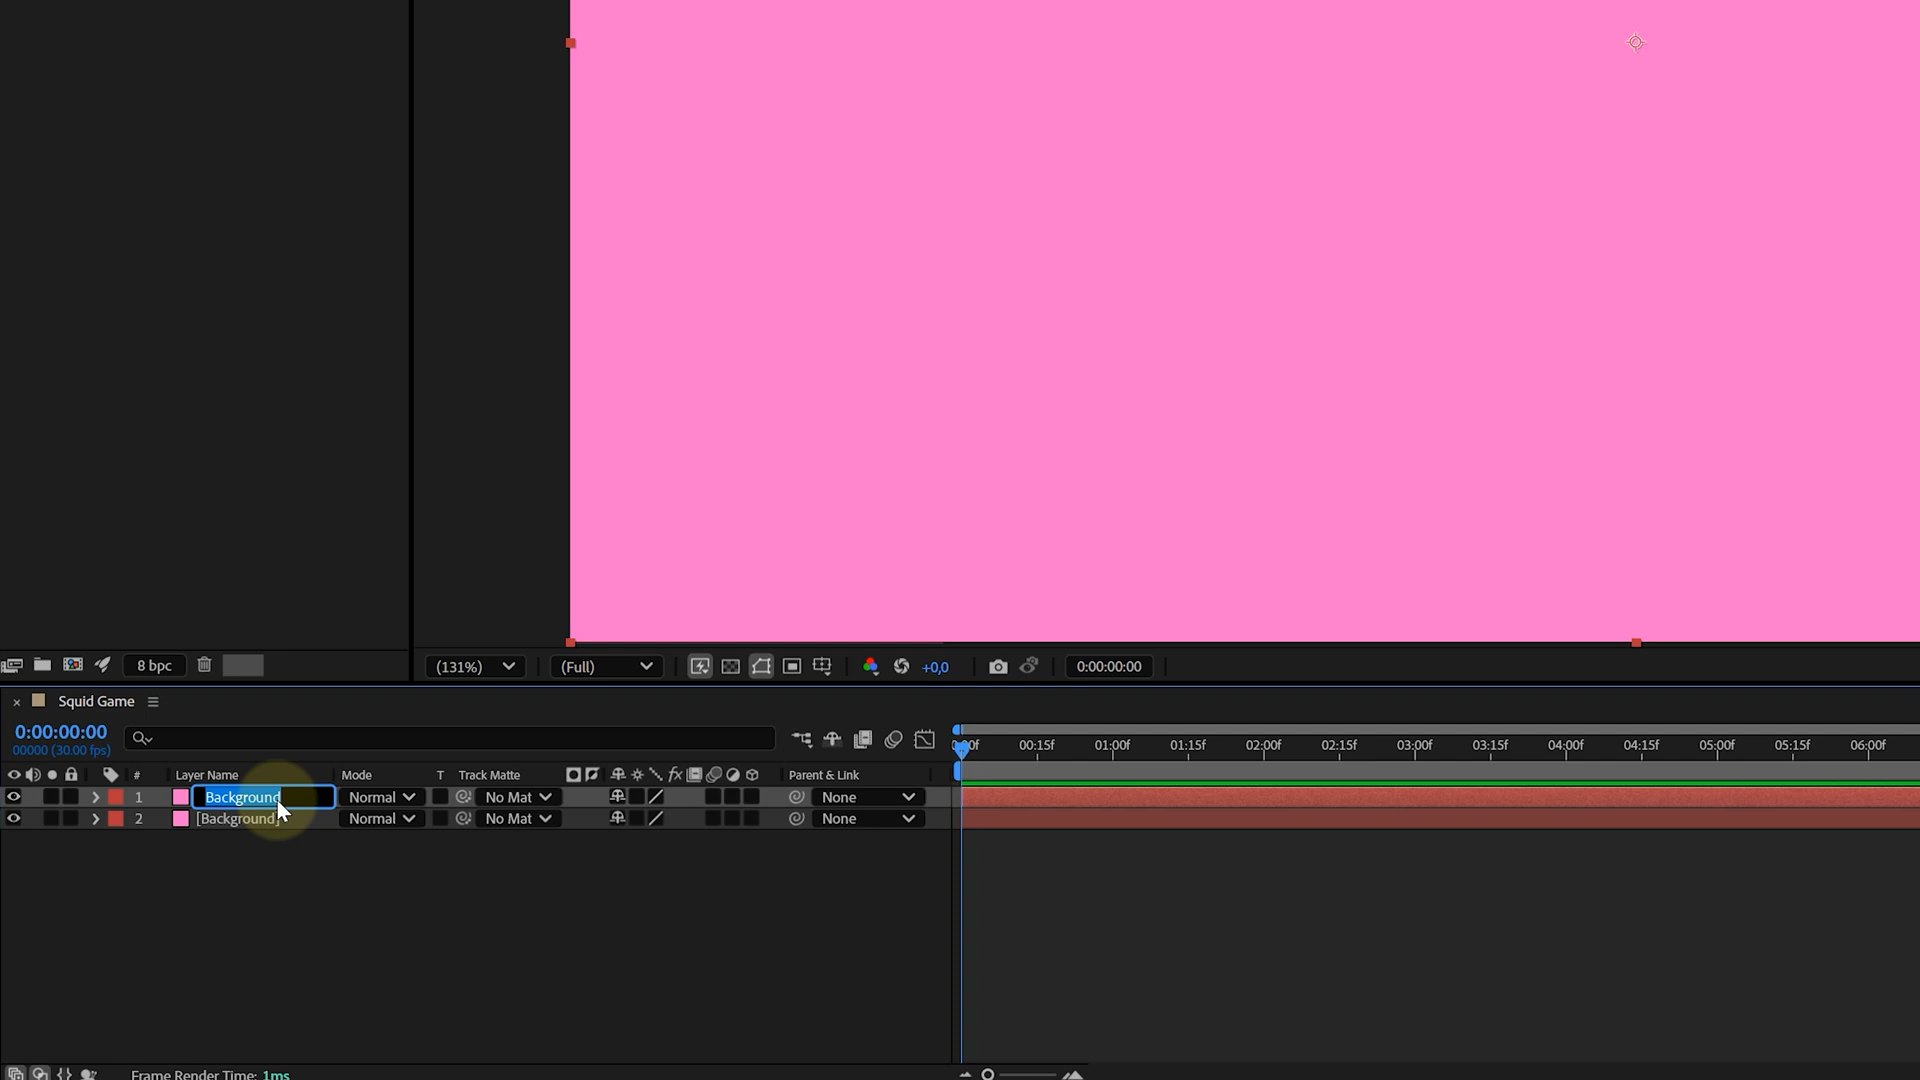 8 bpc
(131%)
(Full)
+0,0
0:00:00:00
Squid Game
0:00:00:00
00000 (30.00 fps)
:00f 00:15f 01:00f 01:15f 02:00f 02:15f 03:00f 03:15f 04:00f 04:15f 05:00f 05:15f 06:00f
# Layer Name Mode T Track Matte fx Parent & Link
1 Background Normal No Mat None
2 [Background] Normal No Mat None
Frame Render Time: 1ms